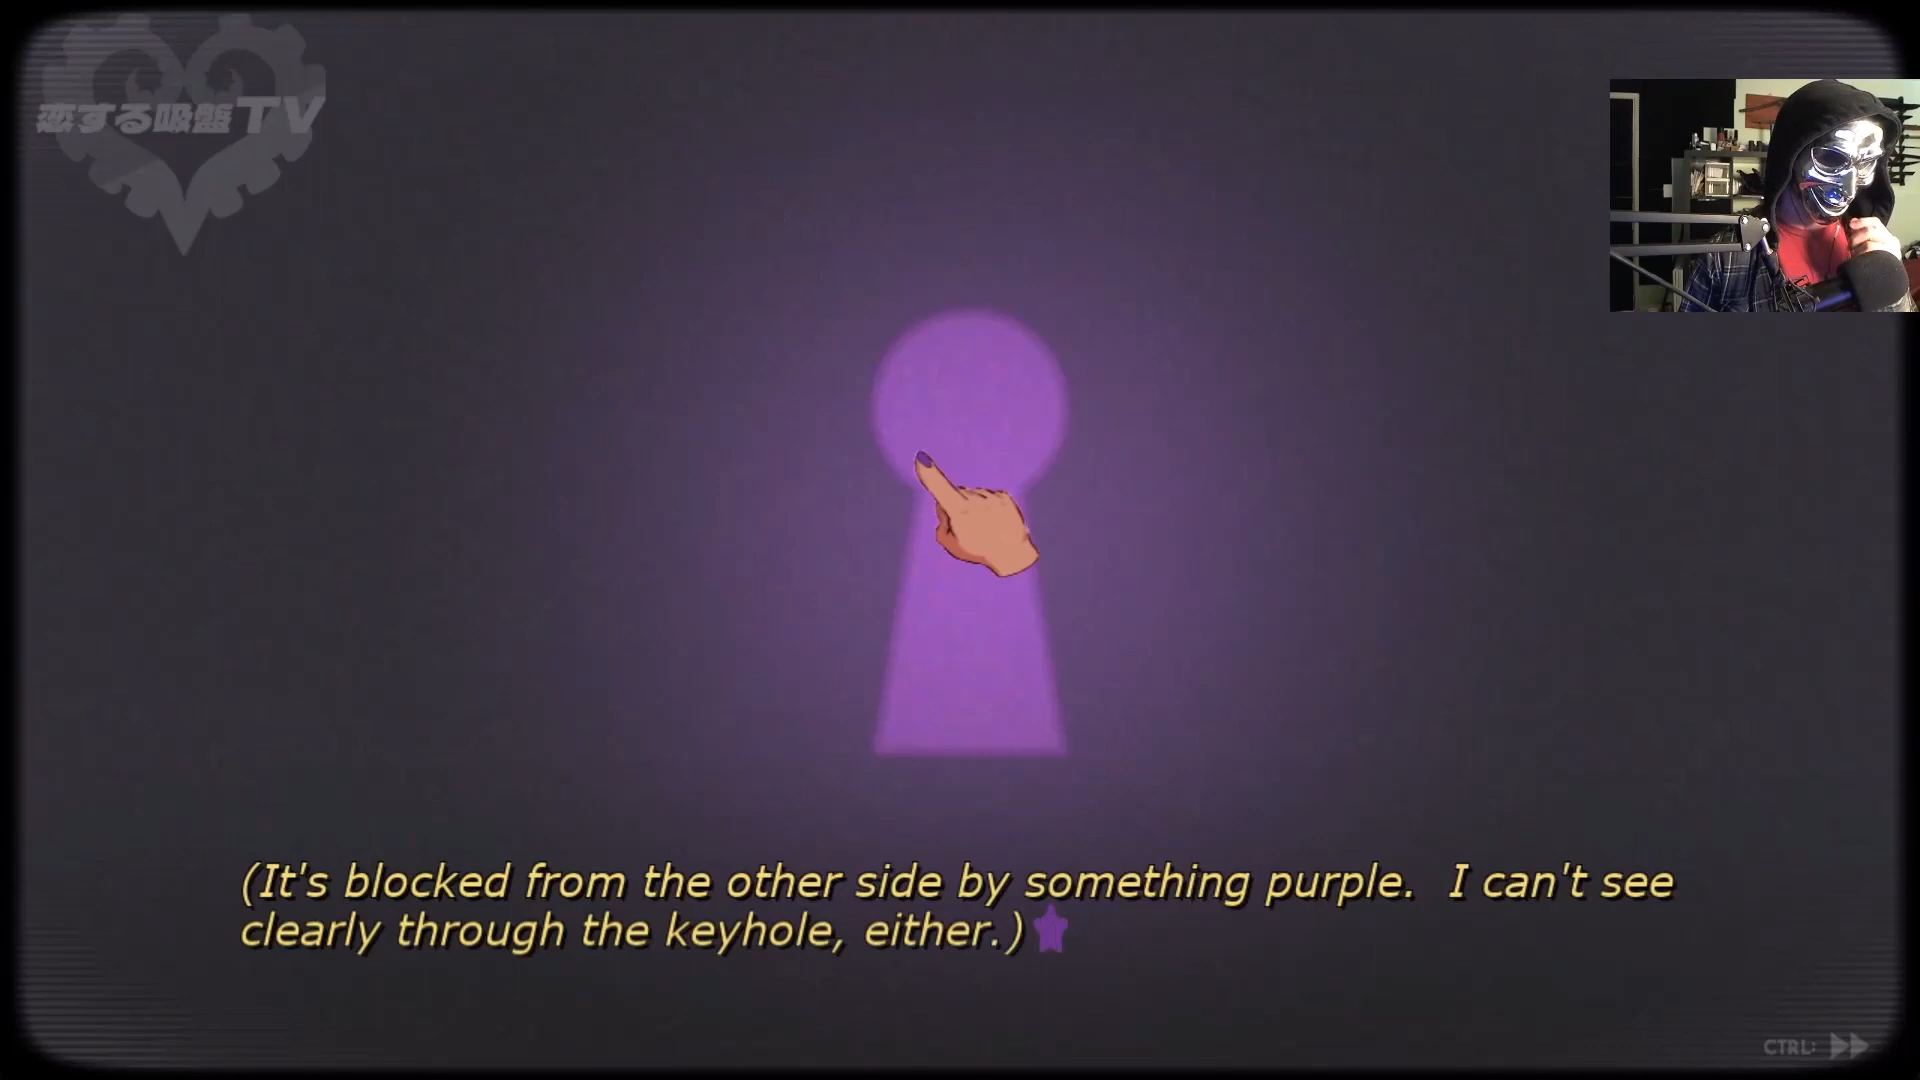 恋する吸盤TV
(It's blocked from the other side by something purple.  I can't see
clearly through the keyhole, either.)
CTRL: